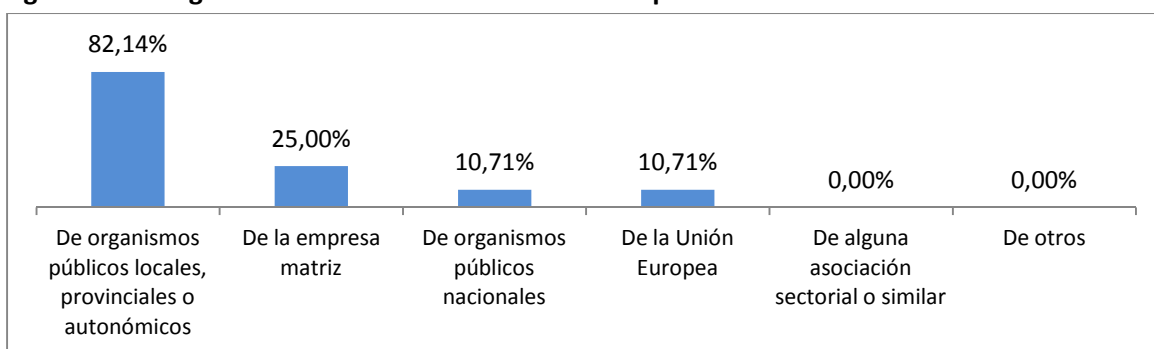 82,14%
25,00%
10,71%
10,71%
0,00%
0,00%
De organismos
públicos locales,
provinciales o
autonómicos
De la empresa
matriz
De organismos
públicos
nacionales
De la Unión
Europea
De alguna
asociación
sectorial o similar
De otros